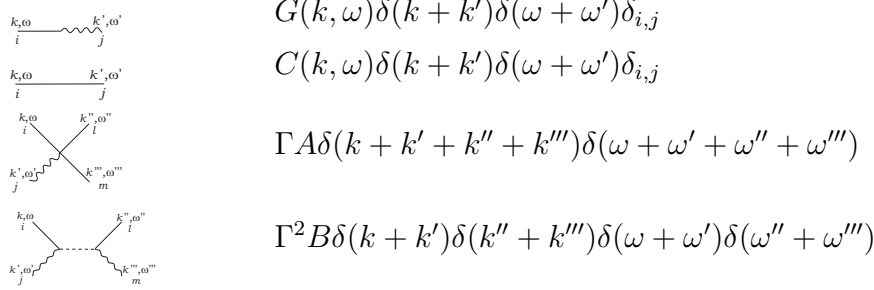 k,ω k',ω' G(k, ω)δ(k + k′)δ(ω + ω′)δ_{i,j}
i j
k,ω k',ω' C(k, ω)δ(k + k′)δ(ω + ω′)δ_{i,j}
i j
k,ω k'',ω''
i l
ΓAδ(k + k′ + k″ + k‴)δ(ω + ω′ + ω″ + ω‴)
k',ω' k''',ω'''
j m
k,ω k'',ω''
i l
Γ²Bδ(k + k′)δ(k″ + k‴)δ(ω + ω′)δ(ω″ + ω‴)
k',ω' k''',ω'''
j m